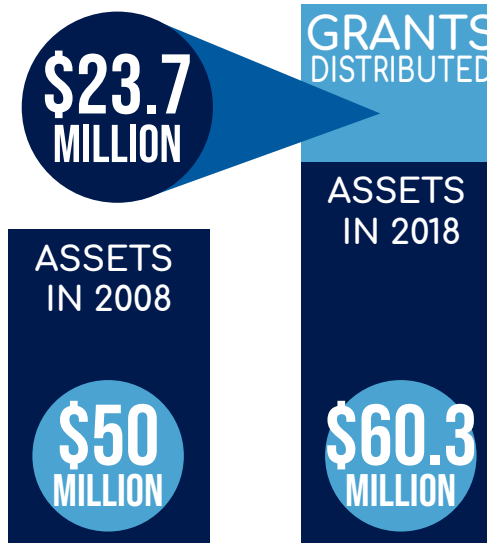 $23.7
MILLION
GRANTS
DISTRIBUTED
ASSETS
IN 2018
ASSETS
IN 2008
$50
MILLION
$60.3
MILLION